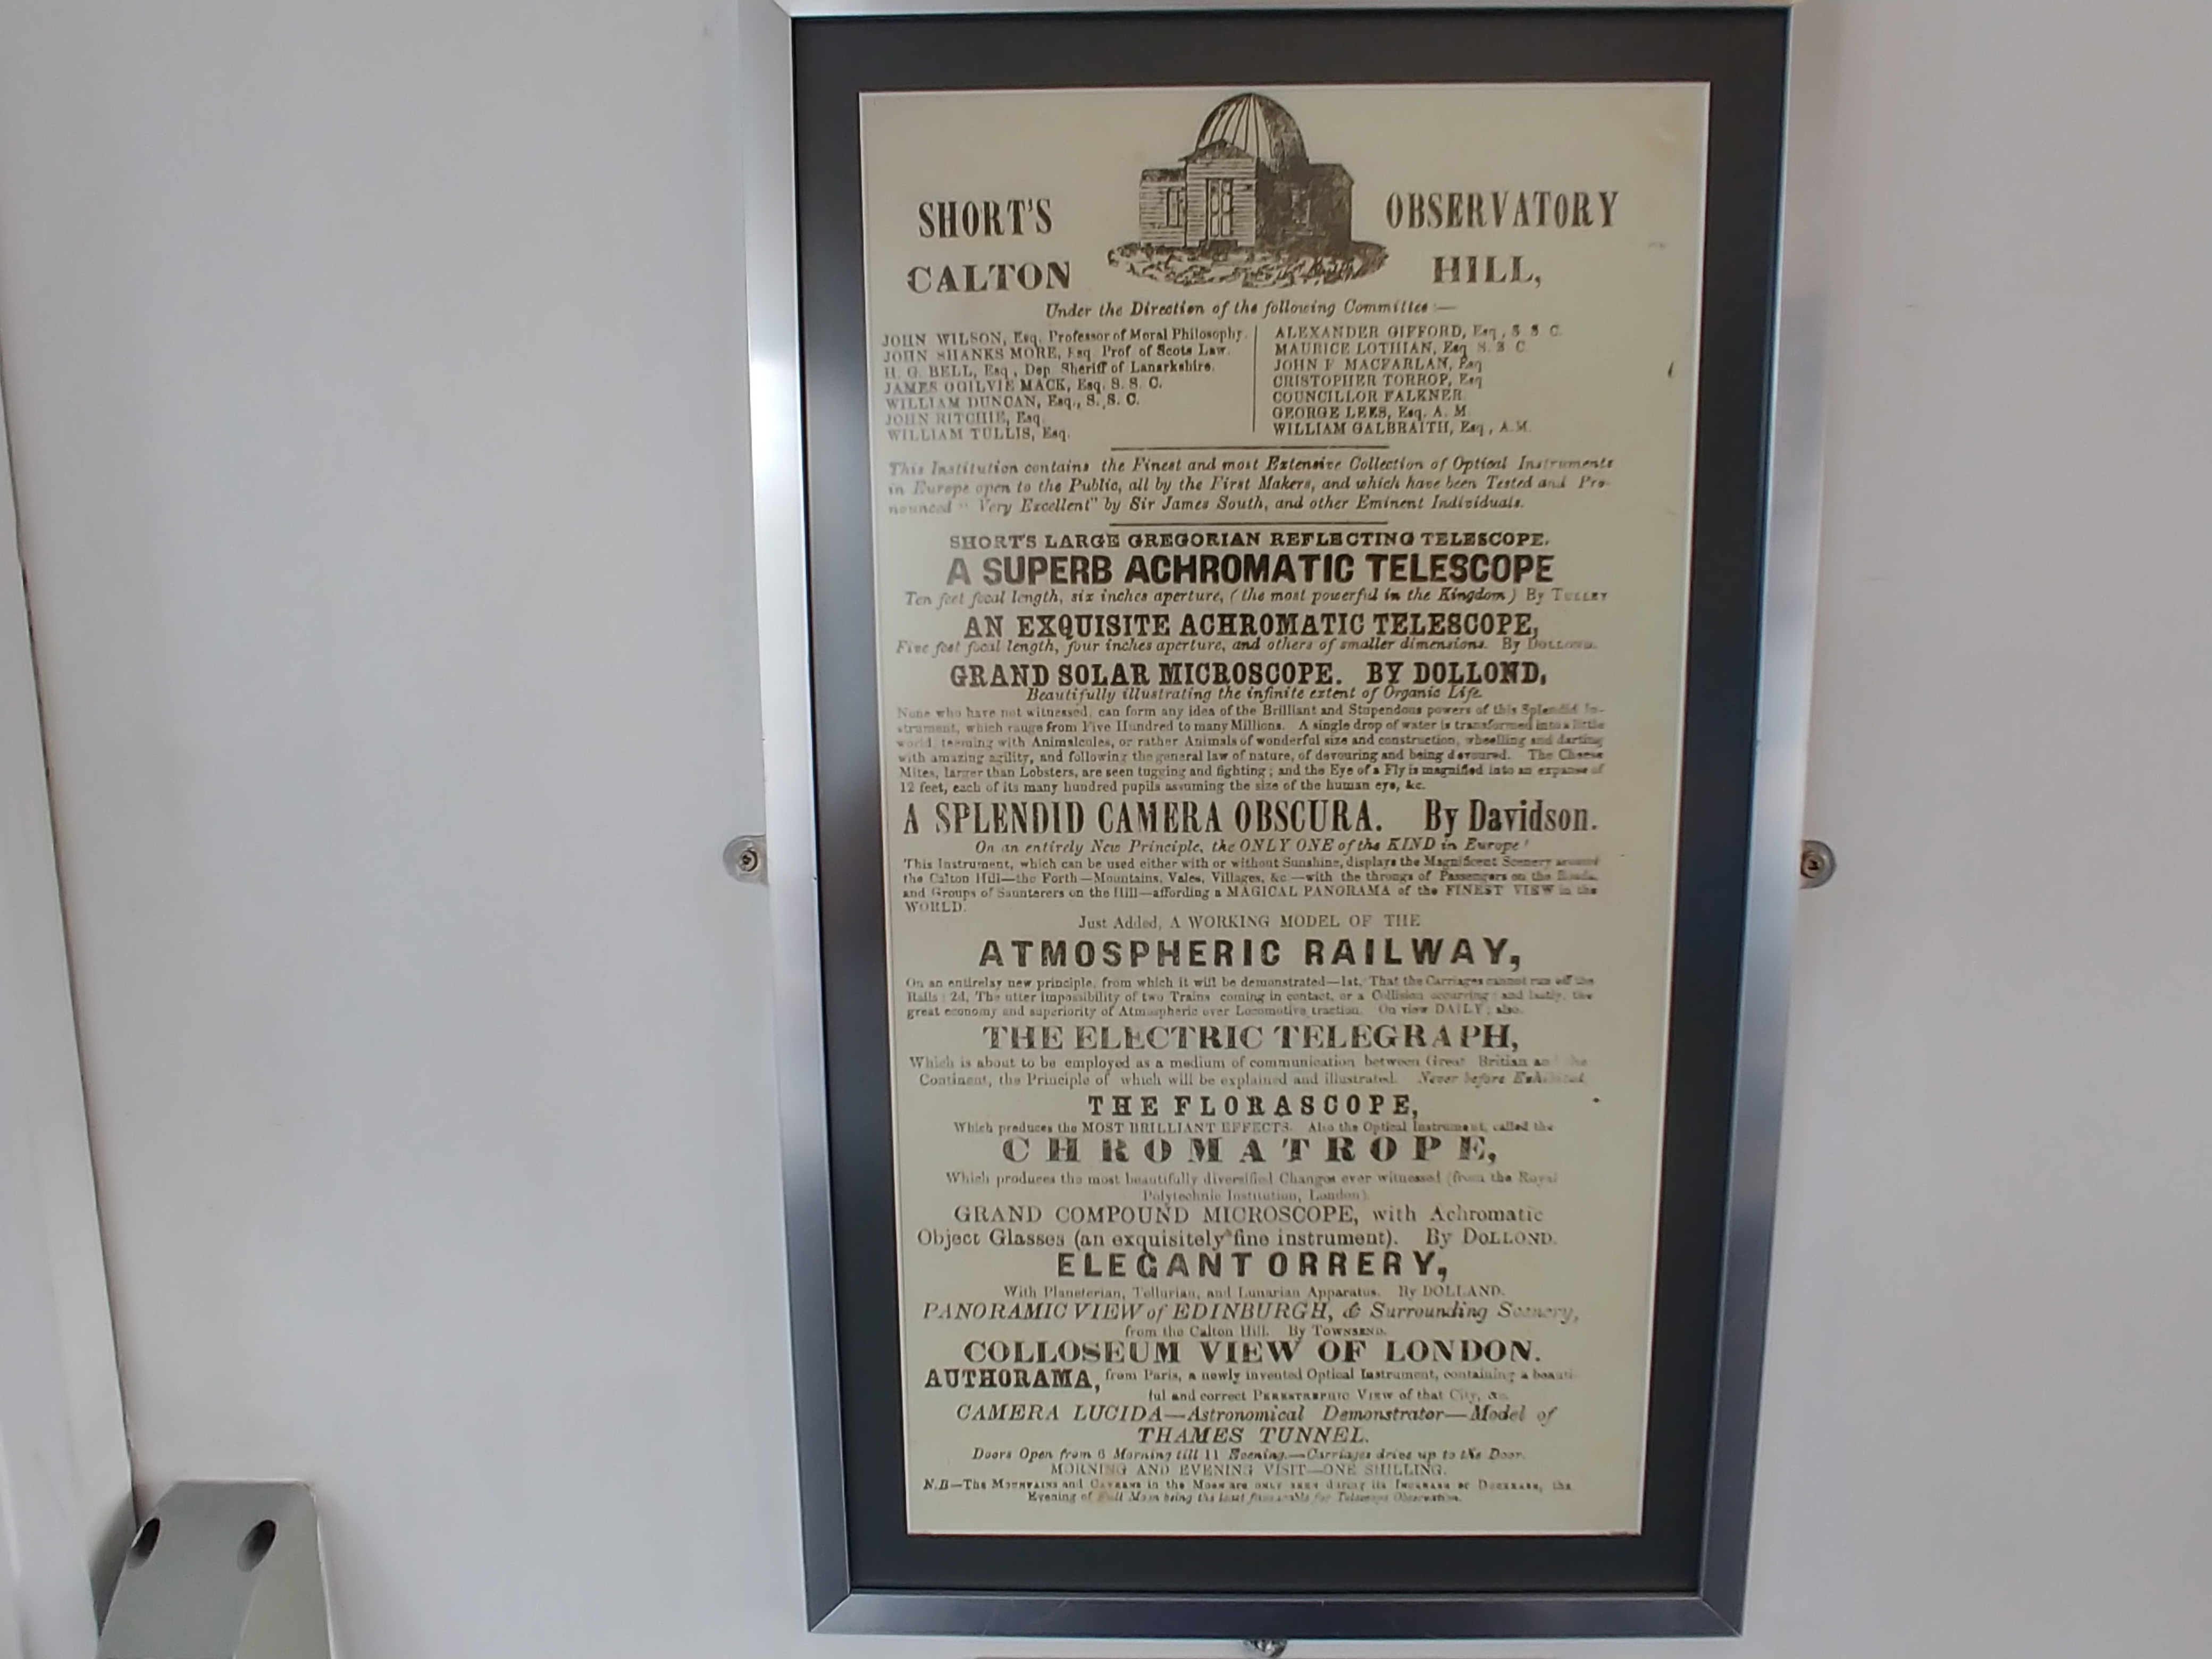 SHORT'S OBSERVATORY
CALTON HILL,
Under the Direction of the following Committee:—
JOHN WILSON, Esq. Professor of Moral Philosophy.
JOHN SHANKS MORE, Esq Prof of Scots Law.
H. G. BELL, Esq, Dep. Sheriff of Lanarkshire.
JAMES OGILVIE MACK, Esq. S. S. C.
WILLIAM DUNCAN, Esq., S. S. C.
JOHN RITCHIE, Esq.
WILLIAM TULLIS, Esq.
ALEXANDER GIFFORD, Esq, S. S. C.
MAURICE LOTHIAN, Esq S. S C.
JOHN F MACFARLAN, Esq
CRISTOPHER TORROP, Esq
COUNCILLOR FALKNER.
GEORGE LEES, Esq. A. M.
WILLIAM GALBRAITH, Esq, A.M.
This Institution contains the Finest and most Extensive Collection of Optical Instruments
in Europe open to the Public, all by the First Makers, and which have been Tested and Pro-
nounced "Very Excellent" by Sir James South, and other Eminent Individuals.
SHORT'S LARGE GREGORIAN REFLECTING TELESCOPE.
A SUPERB ACHROMATIC TELESCOPE
Ten feet focal length, six inches aperture, (the most powerful in the Kingdom) By TULLEY
AN EXQUISITE ACHROMATIC TELESCOPE,
Five feet focal length, four inches aperture, and others of smaller dimensions. By DOLLOND.
GRAND SOLAR MICROSCOPE. BY DOLLOND,
Beautifully illustrating the infinite extent of Organic Life.
None who have not witnessed, can form any idea of the Brilliant and Stupendous powers of this Splendid In-
strument, which range from Five Hundred to many Millions. A single drop of water is transformed into a little
world, teeming with Animalcules, or rather Animals of wonderful size and construction, wheelling and darting
with amazing agility, and following the general law of nature, of devouring and being devoured. The Cheese
Mites, larger than Lobsters, are seen tugging and fighting; and the Eye of a Fly is magnified into an expanse of
12 feet, each of its many hundred pupils assuming the size of the human eye, &c.
A SPLENDID CAMERA OBSCURA. By Davidson.
On an entirely New Principle, the ONLY ONE of the KIND in Europe!
This Instrument, which can be used either with or without Sunshine, displays the Magnificent Scenery around
the Calton Hill—the Forth—Mountains, Vales, Villages, &c.—with the throngs of Passengers on the Roads,
and Groups of Saunterers on the Hill—affording a MAGICAL PANORAMA of the FINEST VIEW in the
WORLD.
Just Added, A WORKING MODEL OF THE
ATMOSPHERIC RAILWAY,
On an entirelay new principle, from which it will be demonstrated—1st, That the Carriages cannot run off the
Rails: 2d, The utter impossibility of two Trains coming in contact, or a Collision occurring: and lastly, the
great economy and superiority of Atmospheric over Locomotive traction. On view DAILY; also,
THE ELECTRIC TELEGRAPH,
Which is about to be employed as a medium of communication between Great Britian and the
Continent, the Principle of which will be explained and illustrated. Never before Exhibited.
THE FLORASCOPE,
Which produces the MOST BRILLIANT EFFECTS. Also the Optical Instrument, called the
CHROMATROPE,
Which produces the most beautifully diversified Changes ever witnessed (from the Royal
Polytechnic Institution, London).
GRAND COMPOUND MICROSCOPE, with Achromatic
Object Glasses (an exquisitely fine instrument). By DOLLOND.
ELEGANT ORRERY,
With Planeterian, Tellurian, and Lunarian Apparatus. By DOLLAND.
PANORAMIC VIEW of EDINBURGH, & Surrounding Scenery,
from the Calton Hill. By TOWNSEND.
COLLOSEUM VIEW OF LONDON.
AUTHORAMA, from Paris, a newly invented Optical Instrument, containing a beauti-
ful and correct PERESTREPHIC VIEW of that City, &c.
CAMERA LUCIDA—Astronomical Demonstrator—Model of
THAMES TUNNEL.
Doors Open from 6 Morning till 11 Evening.—Carriages drive up to the Door.
MORNING AND EVENING VISIT—ONE SHILLING.
N.B—The MOUNTAINS and CAVERNS in the MOON are ONLY SEEN during its INCREASE or DECREASE, the
Evening of Full Moon being the least favourable for Telescope Observation.